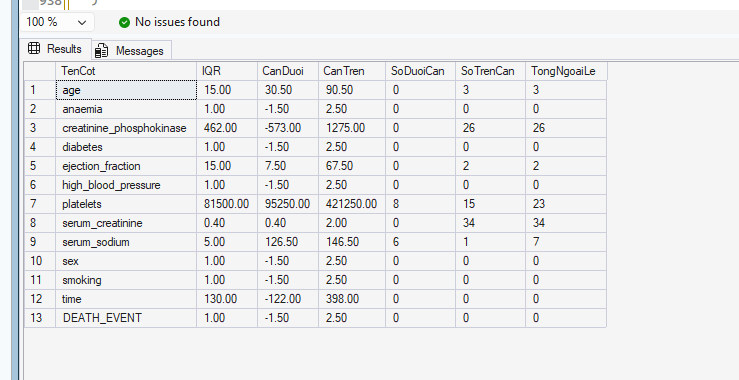 938
100 %
No issues found
Results Messages
TenCot IQR CanDuoi CanTren SoDuoiCan SoTrenCan TongNgoaiLe
1 age 15.00 30.50 90.50 0 3 3
2 anaemia 1.00 -1.50 2.50 0 0 0
3 creatinine_phosphokinase 462.00 -573.00 1275.00 0 26 26
4 diabetes 1.00 -1.50 2.50 0 0 0
5 ejection_fraction 15.00 7.50 67.50 0 2 2
6 high_blood_pressure 1.00 -1.50 2.50 0 0 0
7 platelets 81500.00 95250.00 421250.00 8 15 23
8 serum_creatinine 0.40 0.40 2.00 0 34 34
9 serum_sodium 5.00 126.50 146.50 6 1 7
10 sex 1.00 -1.50 2.50 0 0 0
11 smoking 1.00 -1.50 2.50 0 0 0
12 time 130.00 -122.00 398.00 0 0 0
13 DEATH_EVENT 1.00 -1.50 2.50 0 0 0